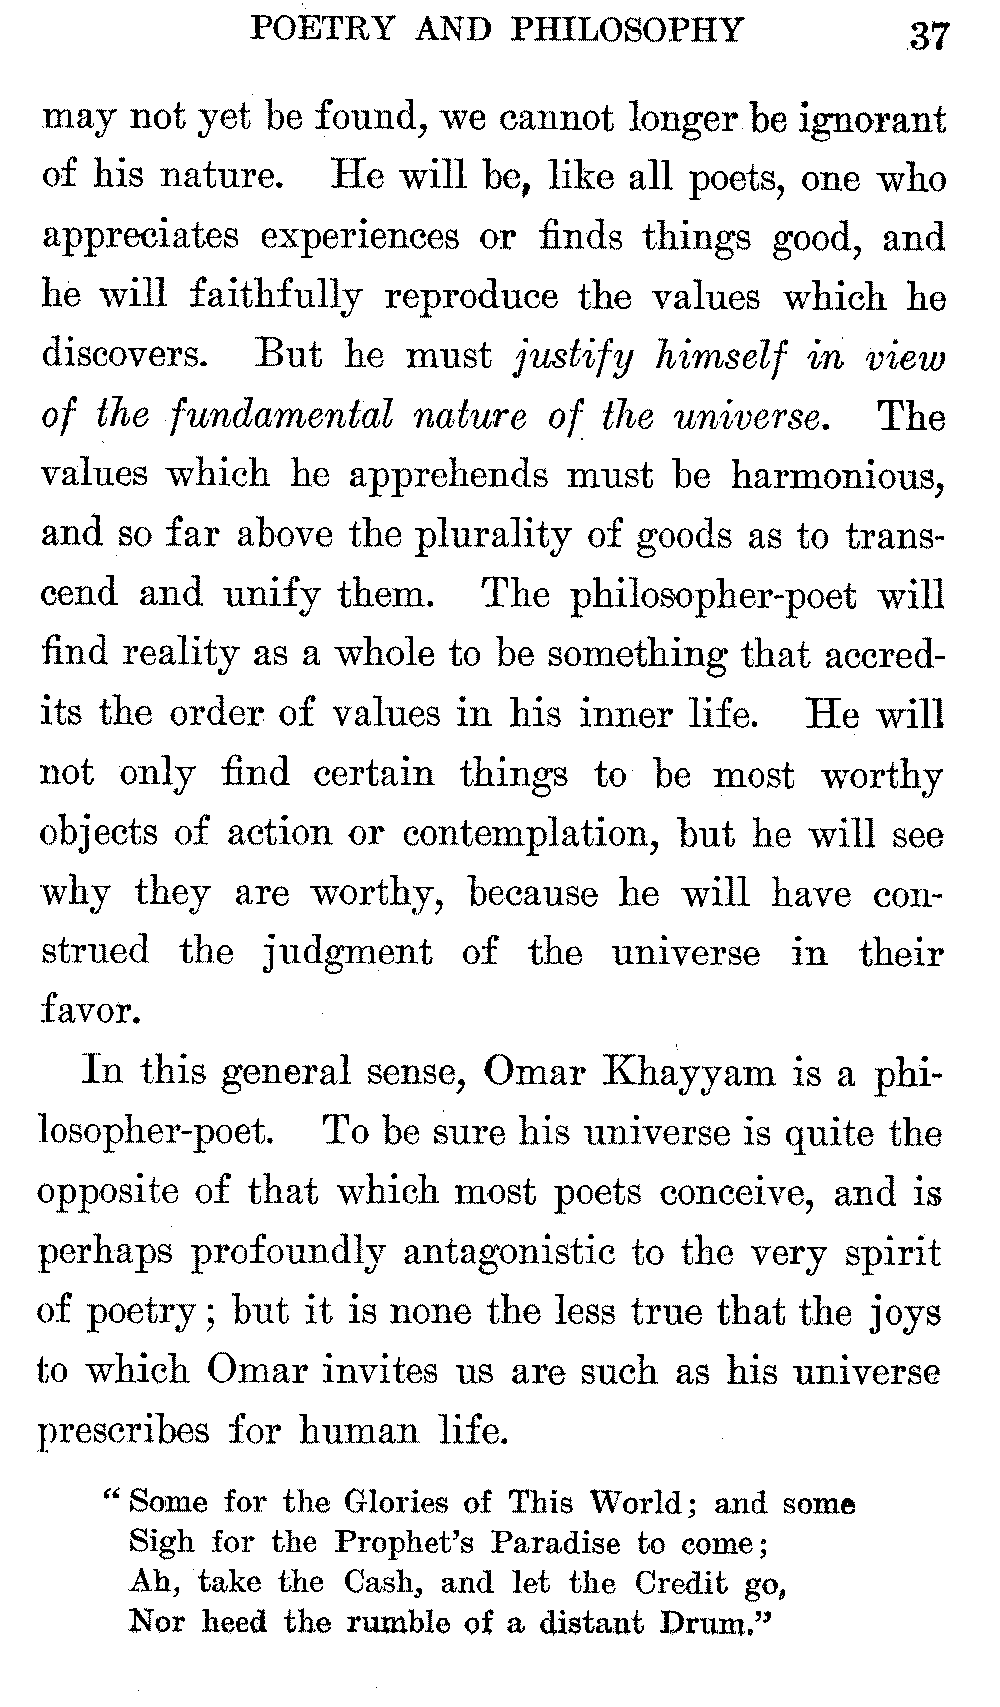 POETRY AND PHILOSOPHY 37
may not yet be found, we cannot longer be ignorant
of his nature. He will be, like all poets, one who
appreciates experiences or finds things good, and
he will faithfully reproduce the values which he
discovers. But he must justify himself in view
of the fundamental nature of the universe. The
values which he apprehends must be harmonious,
and so far above the plurality of goods as to trans-
cend and unify them. The philosopher-poet will
find reality as a whole to be something that accred-
its the order of values in his inner life. He will
not only find certain things to be most worthy
objects of action or contemplation, but he will see
why they are worthy, because he will have con-
strued the judgment of the universe in their
favor.
In this general sense, Omar Khayyam is a phi-
losopher-poet. To be sure his universe is quite the
opposite of that which most poets conceive, and is
perhaps profoundly antagonistic to the very spirit
of poetry; but it is none the less true that the joys
to which Omar invites us are such as his universe
prescribes for human life.
"Some for the Glories of This World; and some
Sigh for the Prophet's Paradise to come;
Ah, take the Cash, and let the Credit go,
Nor heed the rumble of a distant Drum."